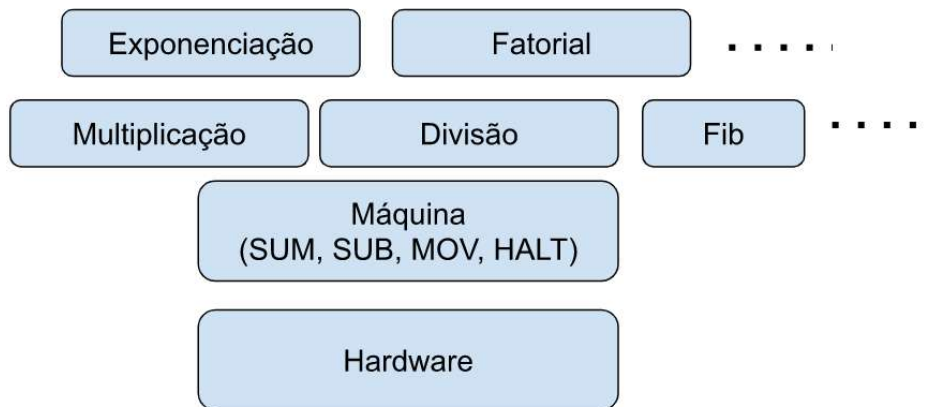 Exponenciação
Fatorial
.....
Multiplicação
Divisão
Fib
....
Máquina
(SUM, SUB, MOV, HALT)
Hardware